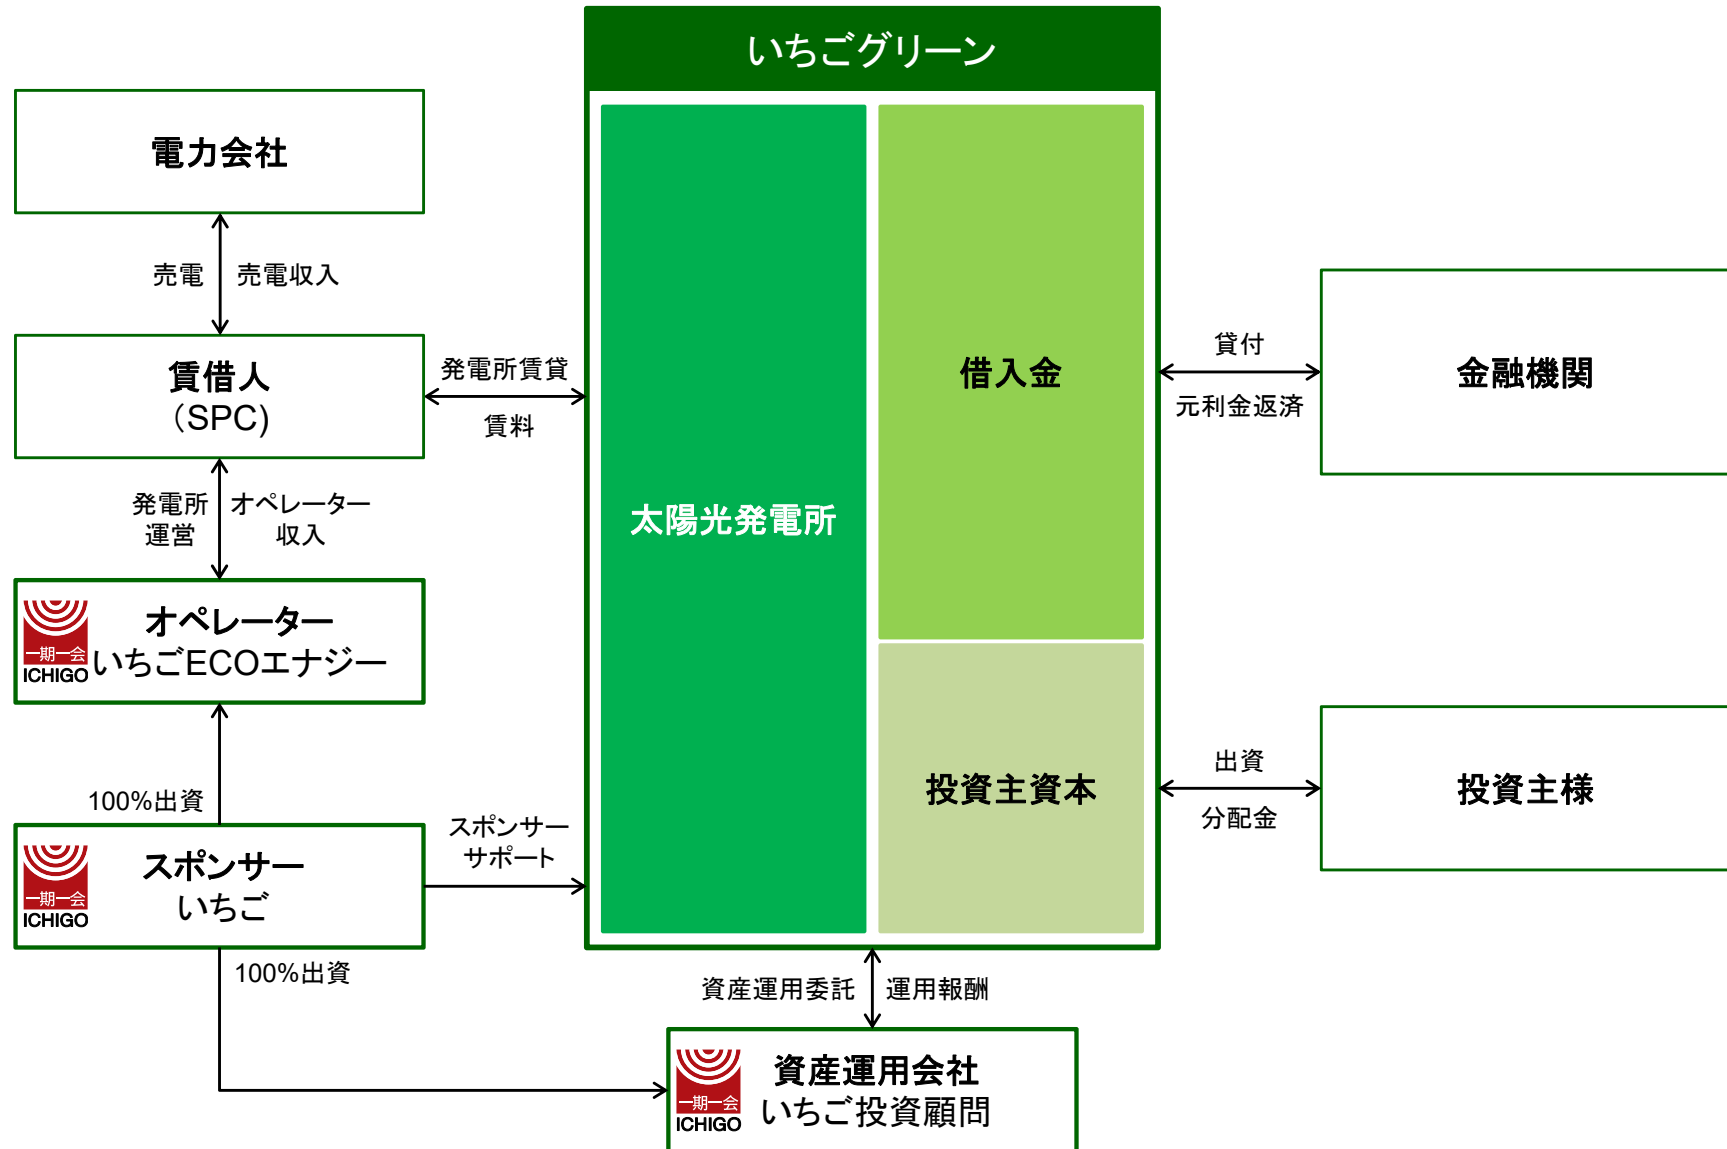 いちごグリーン
電力会社
売電
売電収入
賃借人
（SPC)
発電所賃貸
賃料
発電所
運営
オペレーター
収入
一期一会
ICHIGO
オペレーター
いちごECOエナジー
100%出資
一期一会
ICHIGO
スポンサー
いちご
スポンサー
サポート
100%出資
太陽光発電所
借入金
投資主資本
貸付
元利金返済
金融機関
出資
分配金
投資主様
資産運用委託
運用報酬
一期一会
ICHIGO
資産運用会社
いちご投資顧問